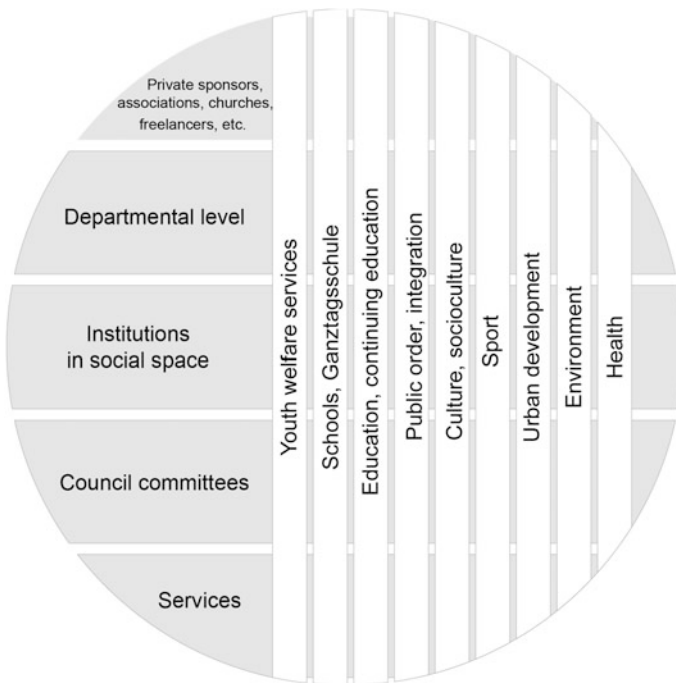 Private sponsors,
associations, churches,
freelancers, etc.
Departmental level
Institutions
in social space
Council committees
Services
Youth welfare services
Schools, Ganztagsschule
Education, continuing education
Public order, integration
Culture, socioculture
Sport
Urban development
Environment
Health